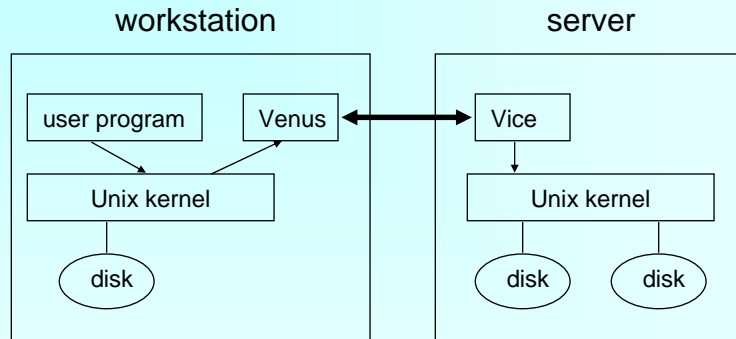 workstation
server
user program
Venus
Vice
Unix kernel
Unix kernel
disk
disk
disk